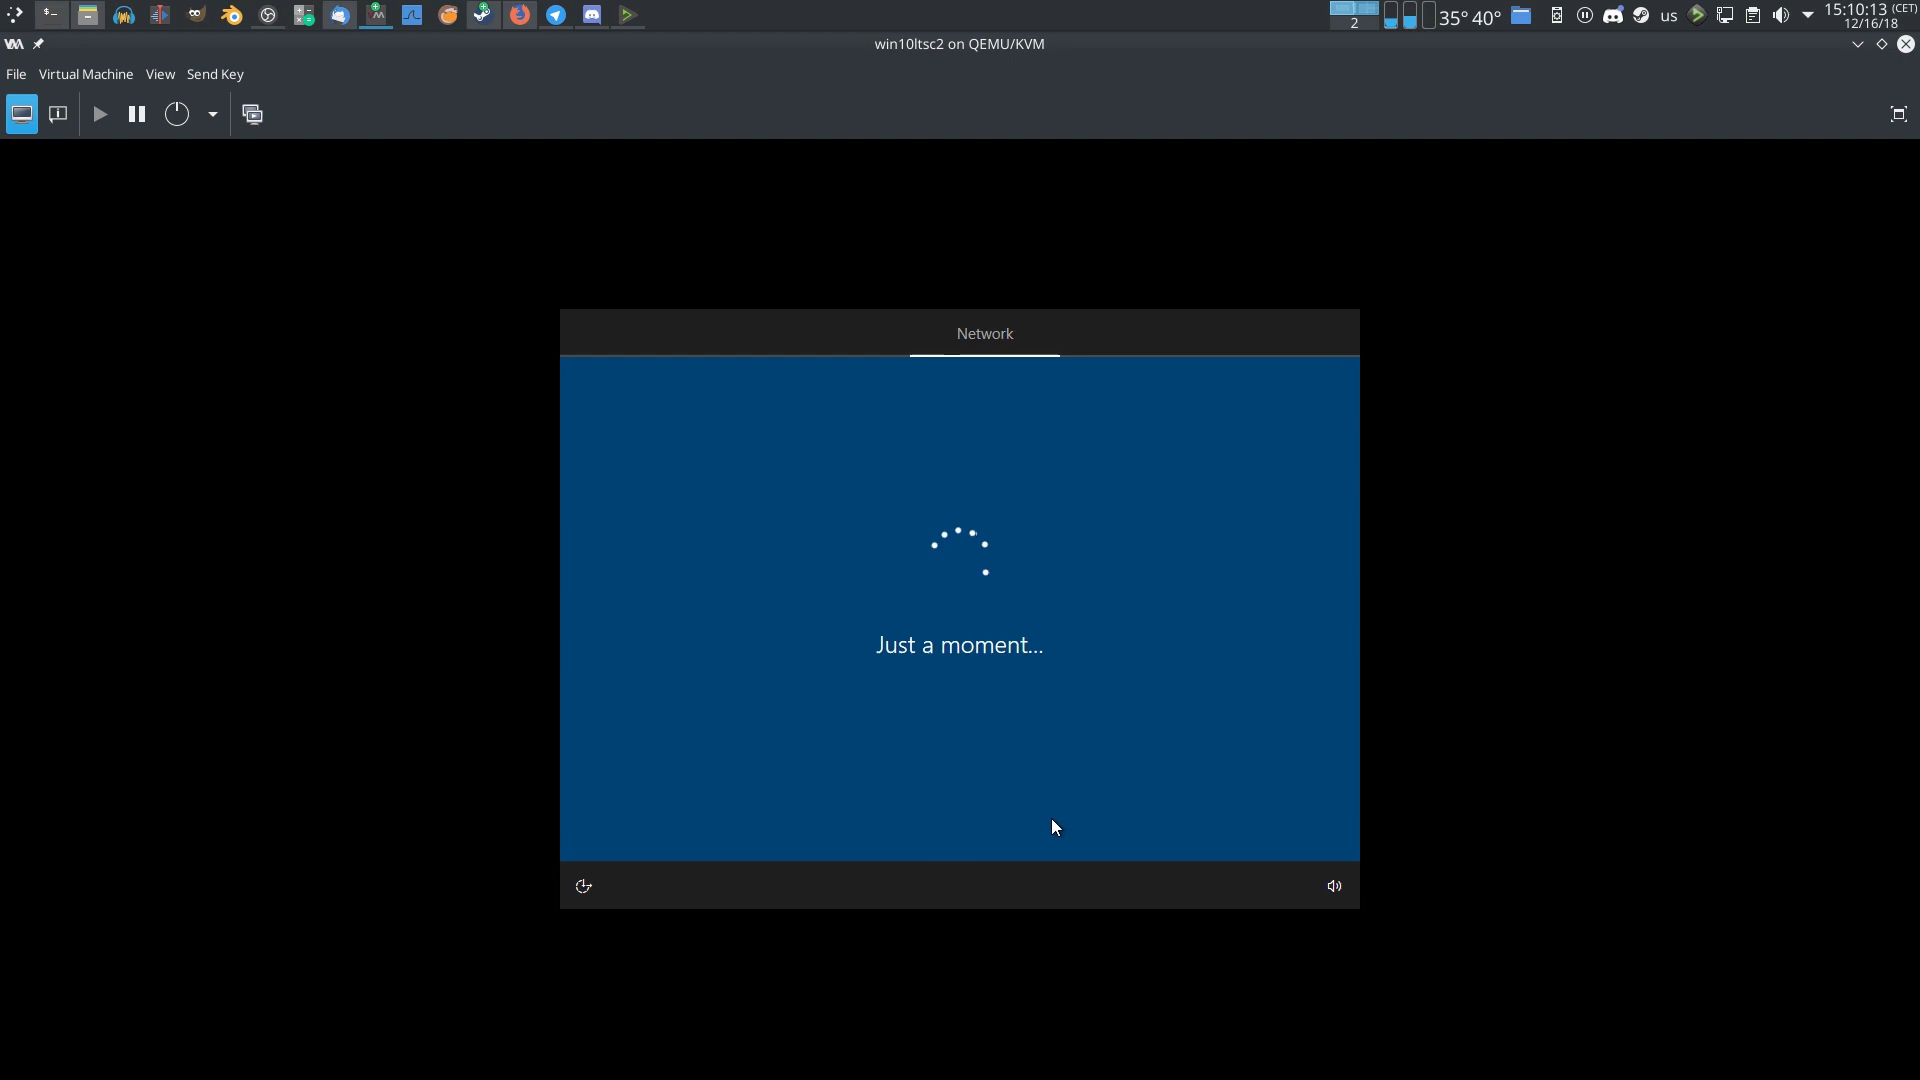 2
35° 40°
us
15:10:13 (CET)
12/16/18
win10ltsc2 on QEMU/KVM
File Virtual Machine View Send Key
Network
Just a moment...